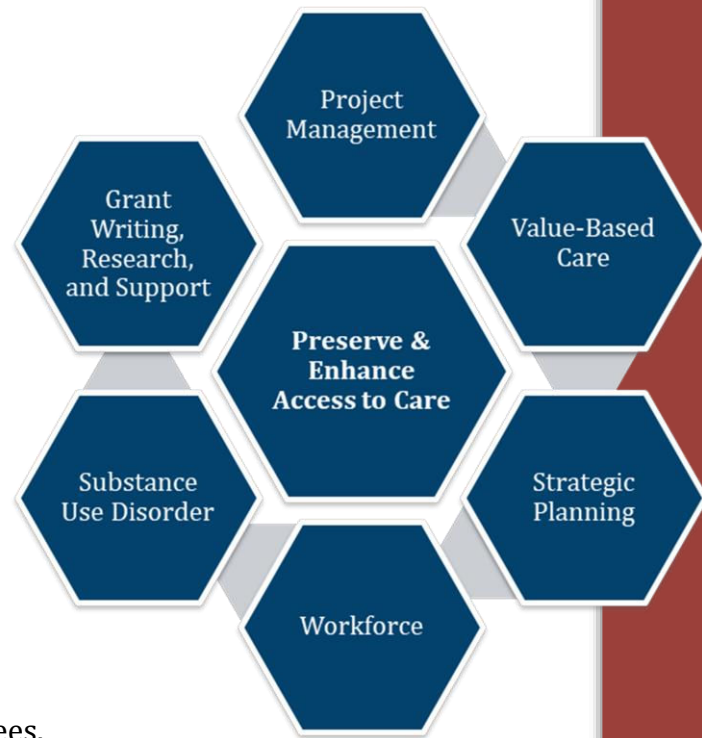 Project
Management
Value-Based
Care
Strategic
Planning
Workforce
Substance
Use Disorder
Grant
Writing,
Research,
and Support
Preserve &
Enhance
Access to Care
ees.